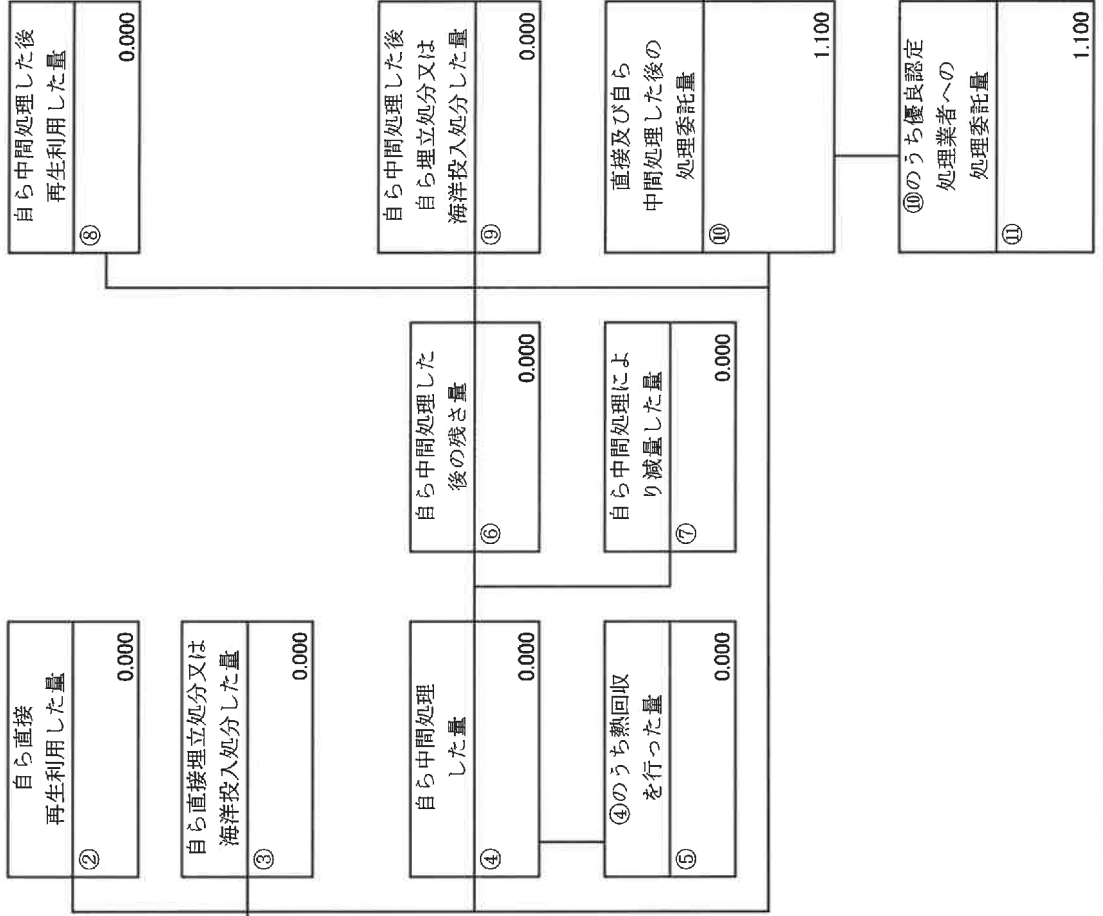 自ら直接
再生利用した量
②
0.000
自ら直接埋立処分又は
海洋投入処分した量
③
0.000
自ら中間処理
した量
④
0.000
④のうち熱回収
を行った量
⑤
0.000
自ら中間処理した
後の残さ量
⑥
0.000
自ら中間処理によ
り減量した量
⑦
0.000
自ら中間処理した後
再生利用した量
⑧
0.000
自ら中間処理した後
自ら埋立処分又は
海洋投入処分した量
⑨
0.000
直接及び自ら
中間処理した後の
処理委託量
⑩
1.100
⑩のうち優良認定
処理業者への
処理委託量
⑪
1.100